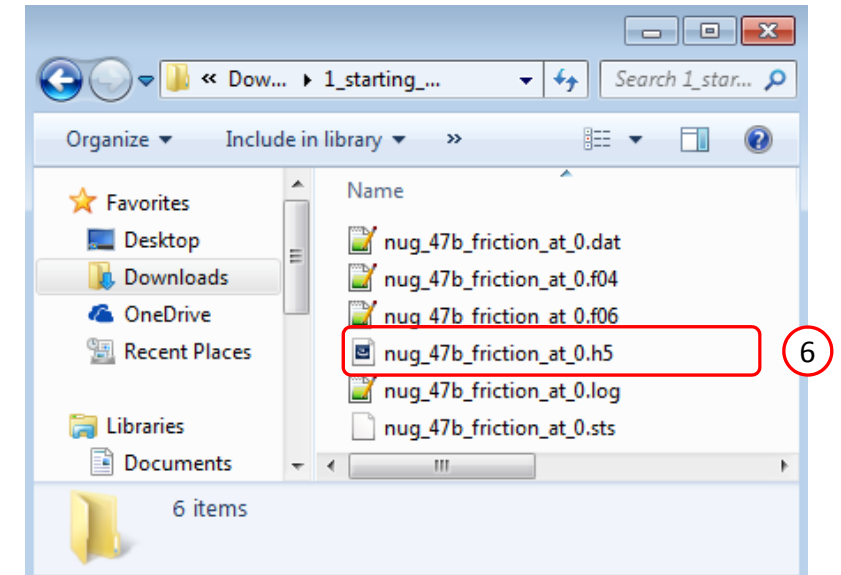 « Dow... ▸ 1_starting_...
Search 1_star...
Organize ▼ Include in library ▼ »
Favorites
Desktop
Downloads
OneDrive
Recent Places
Libraries
Documents
Name
nug_47b_friction_at_0.dat
nug_47b_friction_at_0.f04
nug_47b_friction_at_0.f06
nug_47b_friction_at_0.h5
6
nug_47b_friction_at_0.log
nug_47b_friction_at_0.sts
6 items